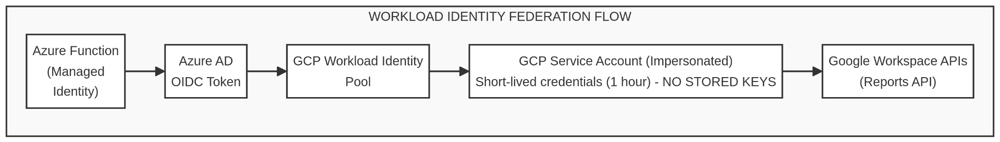 WORKLOAD IDENTITY FEDERATION FLOW
Azure Function
(Managed
Identity)
Azure AD
OIDC Token
GCP Workload Identity
Pool
GCP Service Account (Impersonated)
Short-lived credentials (1 hour) - NO STORED KEYS
Google Workspace APIs
(Reports API)